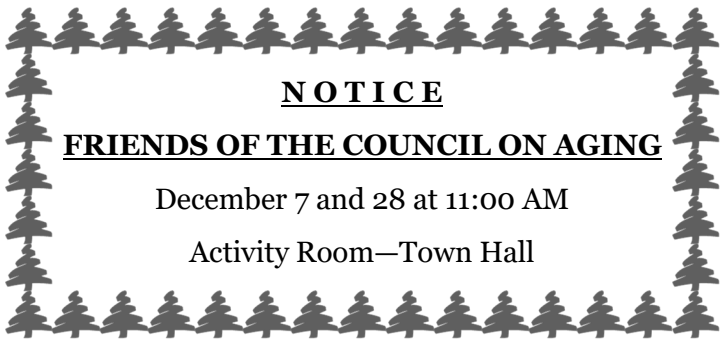 N O T I C E
FRIENDS OF THE COUNCIL ON AGING
December 7 and 28 at 11:00 AM
Activity Room—Town Hall